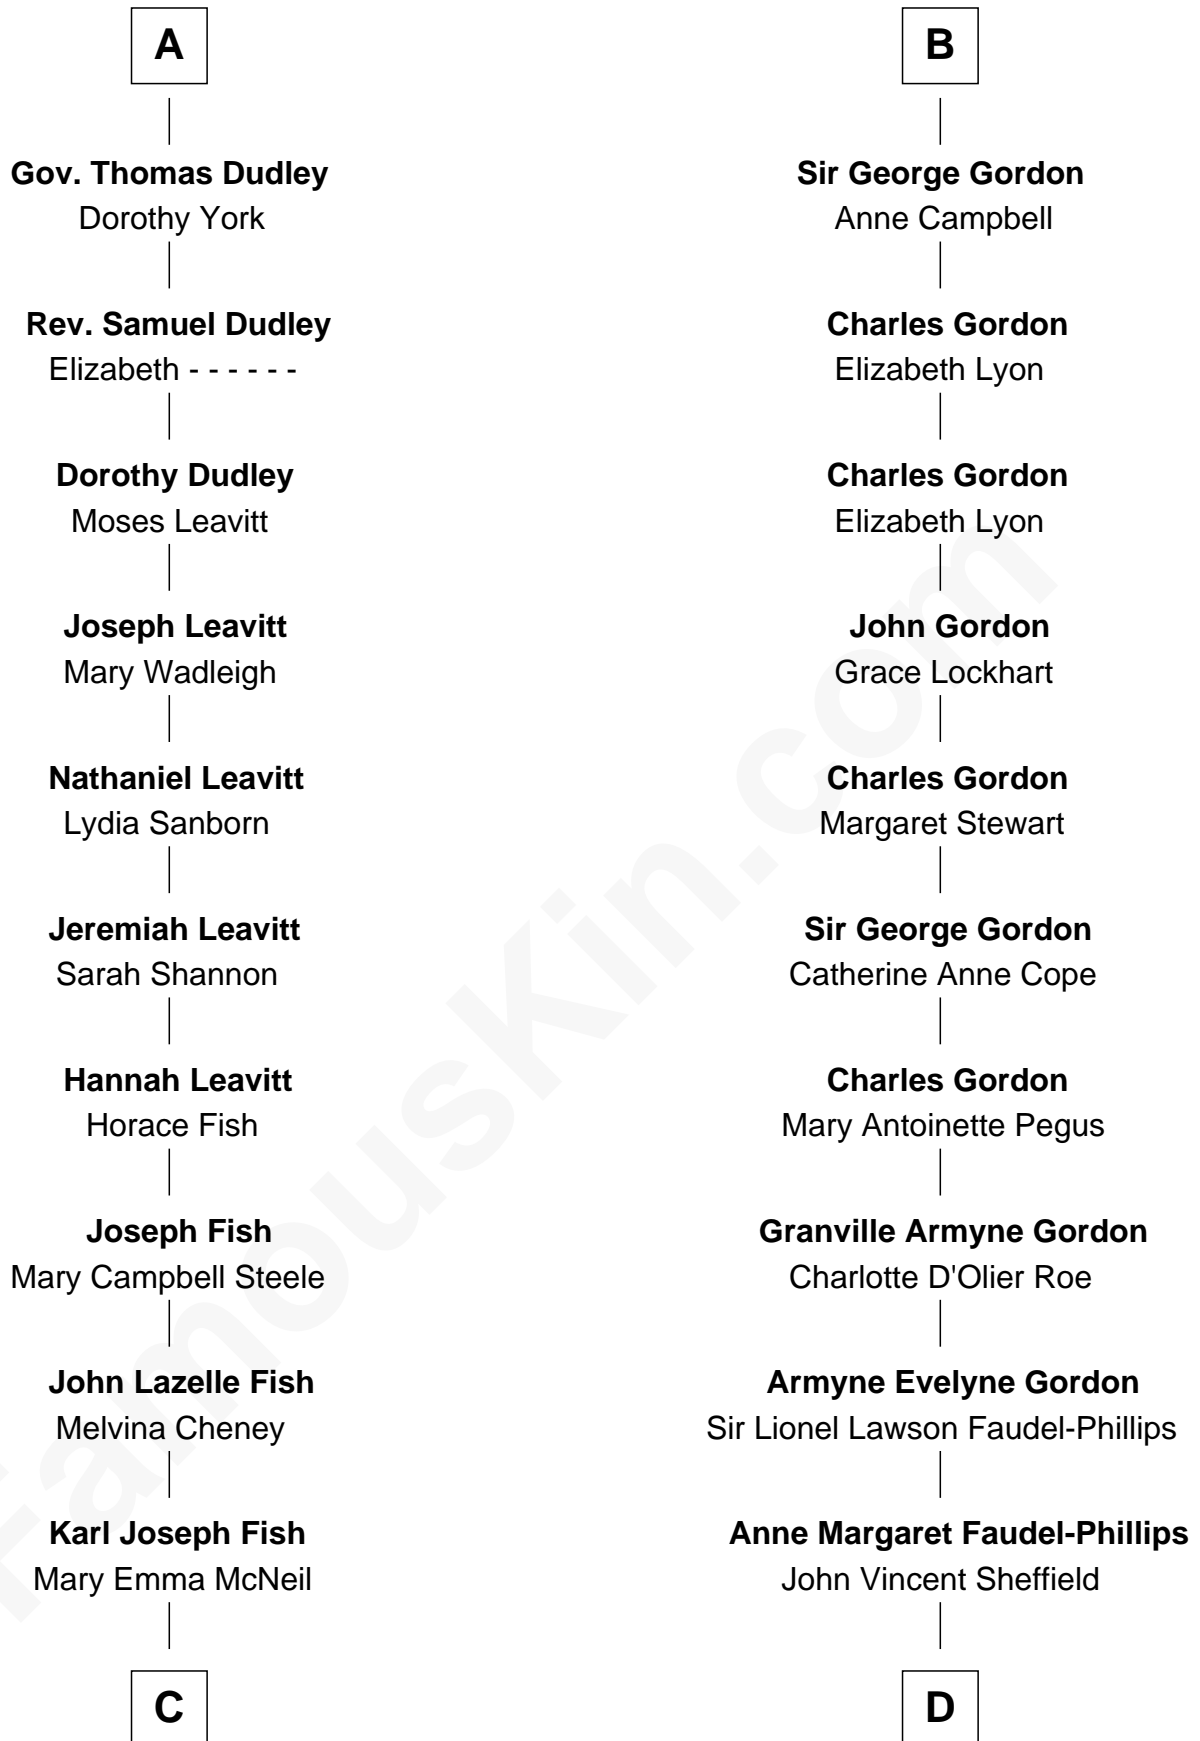 A
Gov. Thomas Dudley
Dorothy York
Rev. Samuel Dudley
Elizabeth - - - - - -
Dorothy Dudley
Moses Leavitt
Joseph Leavitt
Mary Wadleigh
Nathaniel Leavitt
Lydia Sanborn
Jeremiah Leavitt
Sarah Shannon
Hannah Leavitt
Horace Fish
Joseph Fish
Mary Campbell Steele
John Lazelle Fish
Melvina Cheney
Karl Joseph Fish
Mary Emma McNeil
C
B
Sir George Gordon
Anne Campbell
Charles Gordon
Elizabeth Lyon
Charles Gordon
Elizabeth Lyon
John Gordon
Grace Lockhart
Charles Gordon
Margaret Stewart
Sir George Gordon
Catherine Anne Cope
Charles Gordon
Mary Antoinette Pegus
Granville Armyne Gordon
Charlotte D'Olier Roe
Armyne Evelyne Gordon
Sir Lionel Lawson Faudel-Phillips
Anne Margaret Faudel-Phillips
John Vincent Sheffield
D
FamousKin.com